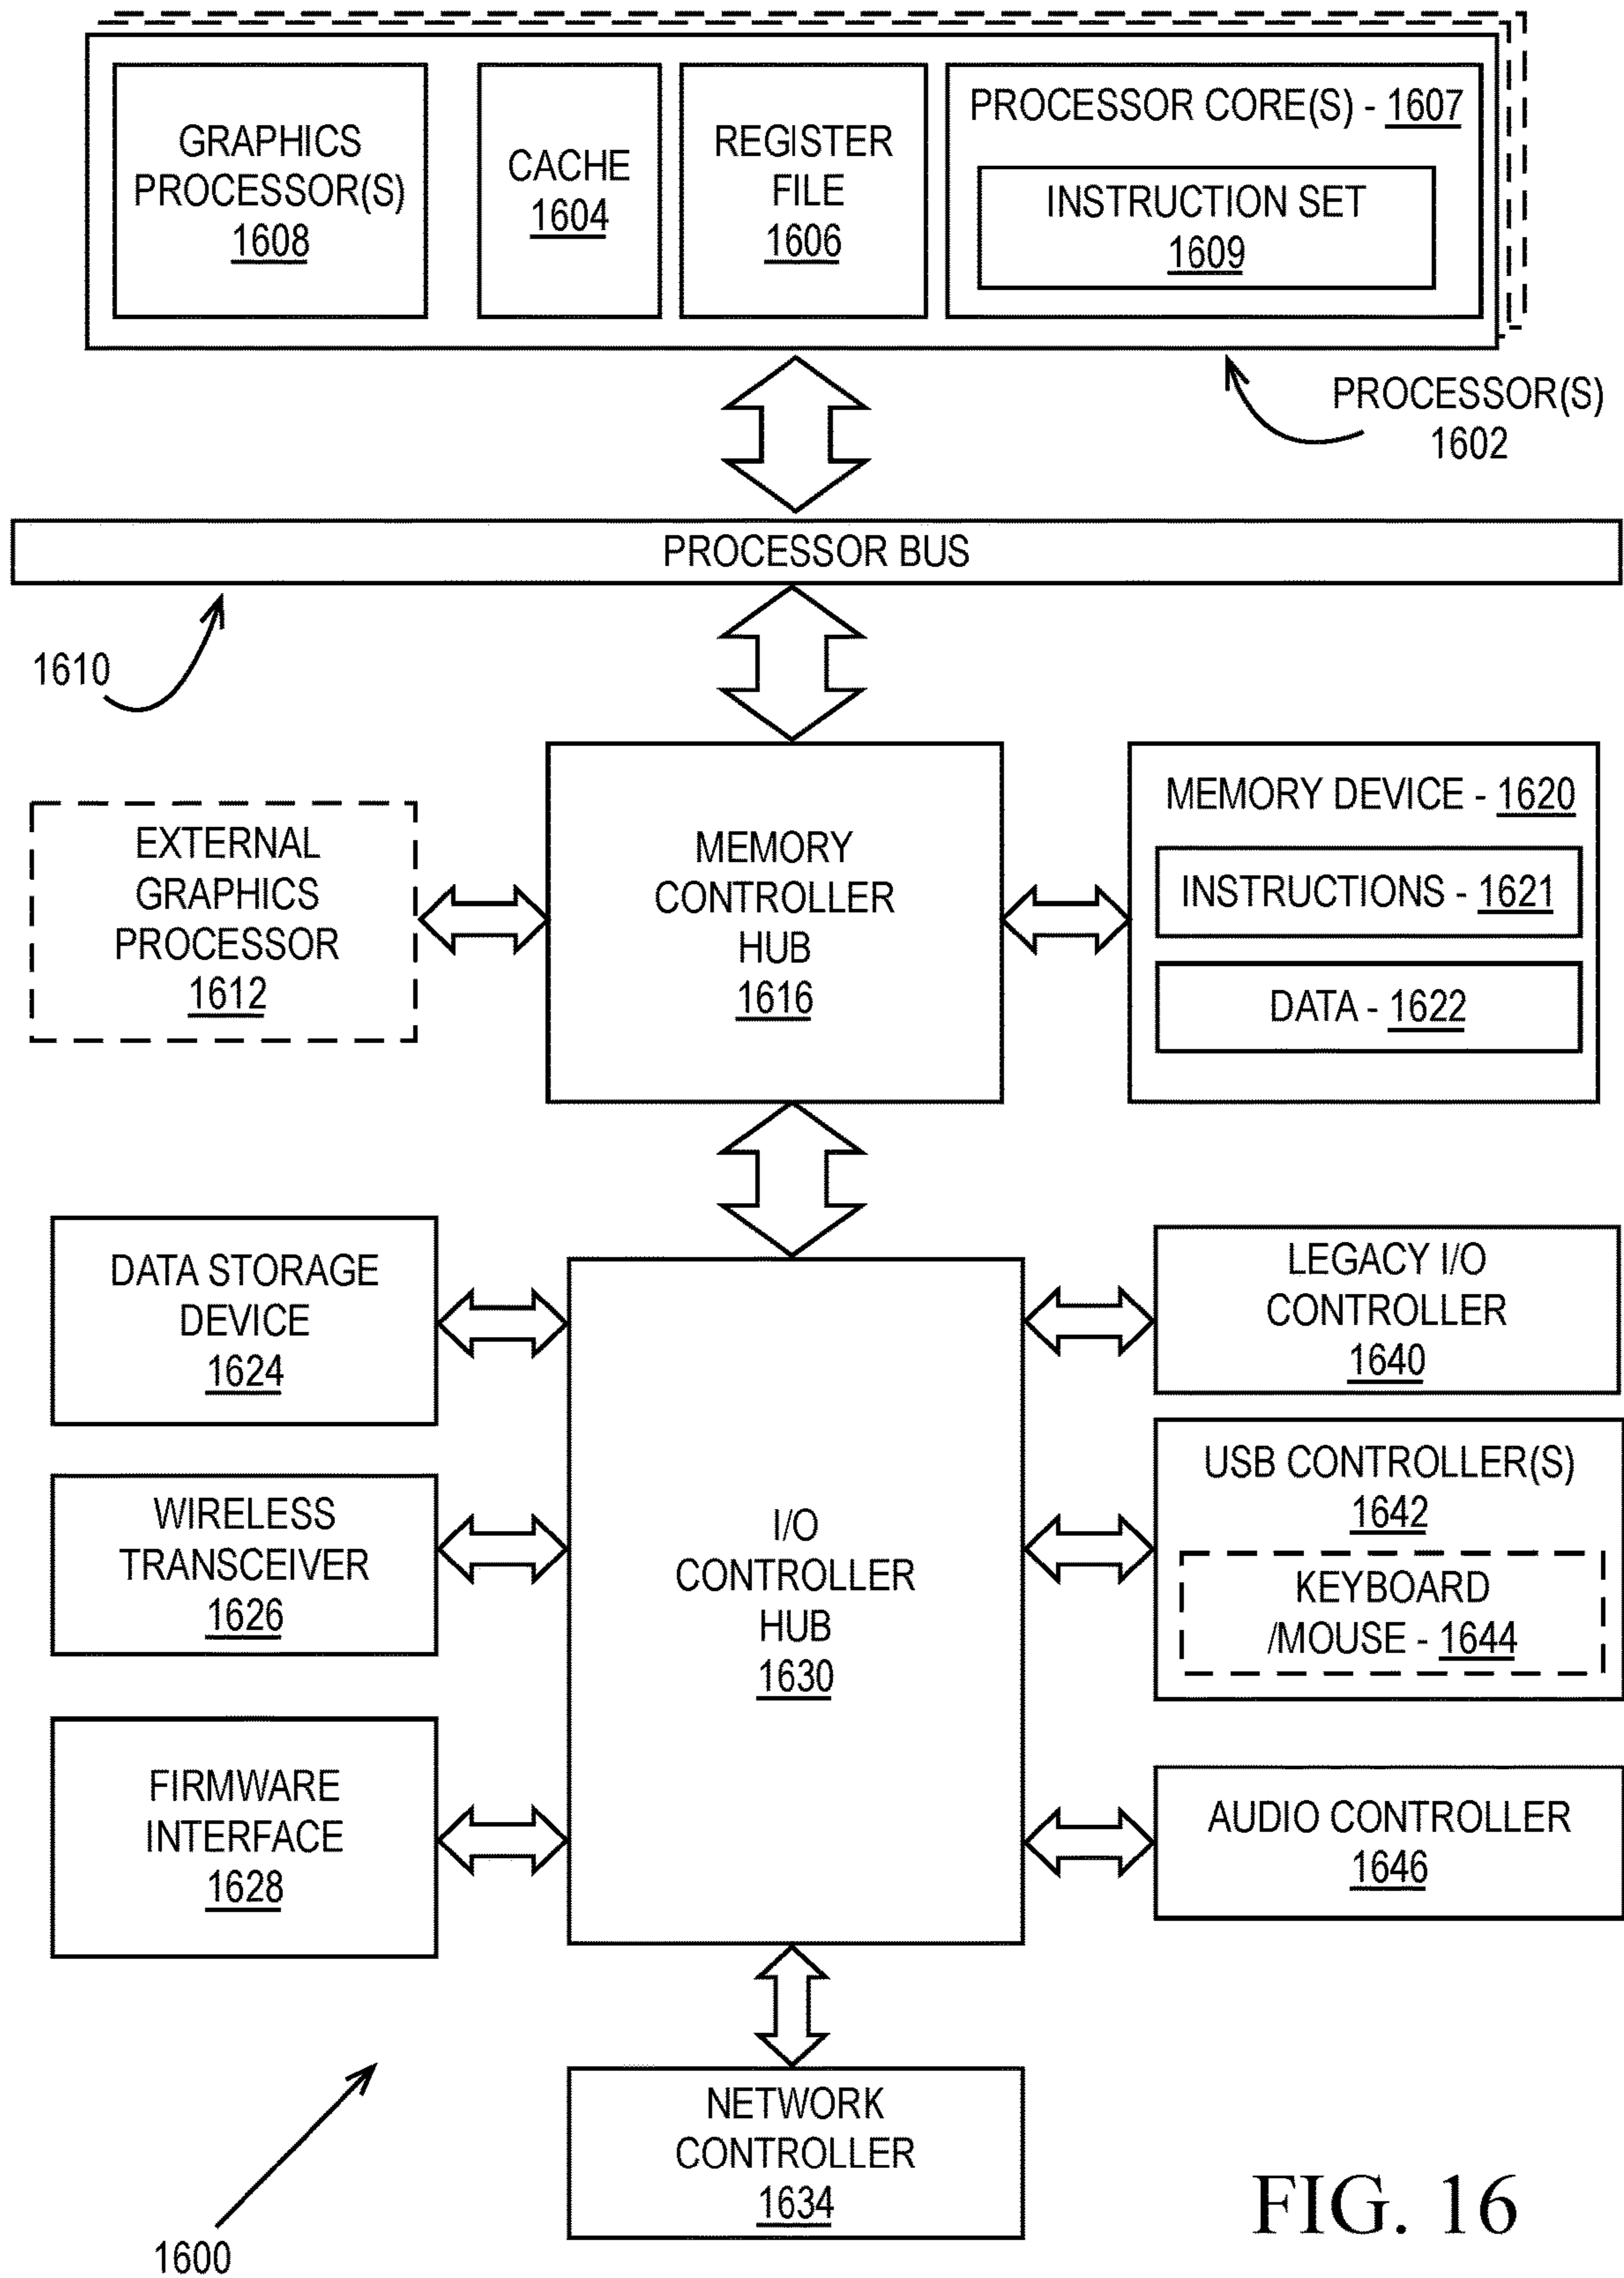 GRAPHICS
PROCESSOR(S)
1608
CACHE
1604
REGISTER
FILE
1606
PROCESSOR CORE(S) - 1607
INSTRUCTION SET
1609
PROCESSOR(S)
1602
PROCESSOR BUS
1610
EXTERNAL
GRAPHICS
PROCESSOR
1612
MEMORY
CONTROLLER
HUB
1616
MEMORY DEVICE - 1620
INSTRUCTIONS - 1621
DATA - 1622
DATA STORAGE
DEVICE
1624
WIRELESS
TRANSCEIVER
1626
FIRMWARE
INTERFACE
1628
I/O
CONTROLLER
HUB
1630
LEGACY I/O
CONTROLLER
1640
USB CONTROLLER(S)
1642
KEYBOARD
/MOUSE - 1644
AUDIO CONTROLLER
1646
NETWORK
CONTROLLER
1634
1600
FIG. 16